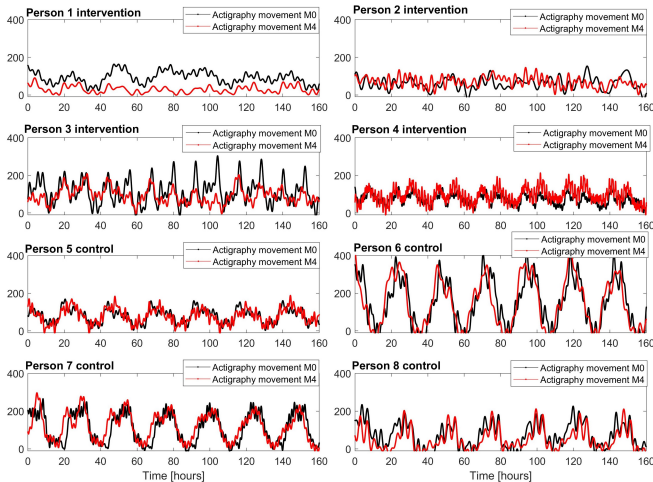 Person 1 intervention
Actigraphy movement M0
Actigraphy movement M4
400
200
0
0 20 40 60 80 100 120 140 160
Person 2 intervention
Actigraphy movement M0
Actigraphy movement M4
400
200
0
0 20 40 60 80 100 120 140 160
Person 3 intervention
Actigraphy movement M0
Actigraphy movement M4
400
200
0
0 20 40 60 80 100 120 140 160
Person 4 intervention
Actigraphy movement M0
Actigraphy movement M4
400
200
0
0 20 40 60 80 100 120 140 160
Person 5 control
Actigraphy movement M0
Actigraphy movement M4
400
200
0
0 20 40 60 80 100 120 140 160
Person 6 control
Actigraphy movement M0
Actigraphy movement M4
400
200
0
0 20 40 60 80 100 120 140 160
Person 7 control
Actigraphy movement M0
Actigraphy movement M4
400
200
0
0 20 40 60 80 100 120 140 160
Time [hours]
Person 8 control
Actigraphy movement M0
Actigraphy movement M4
400
200
0
0 20 40 60 80 100 120 140 160
Time [hours]